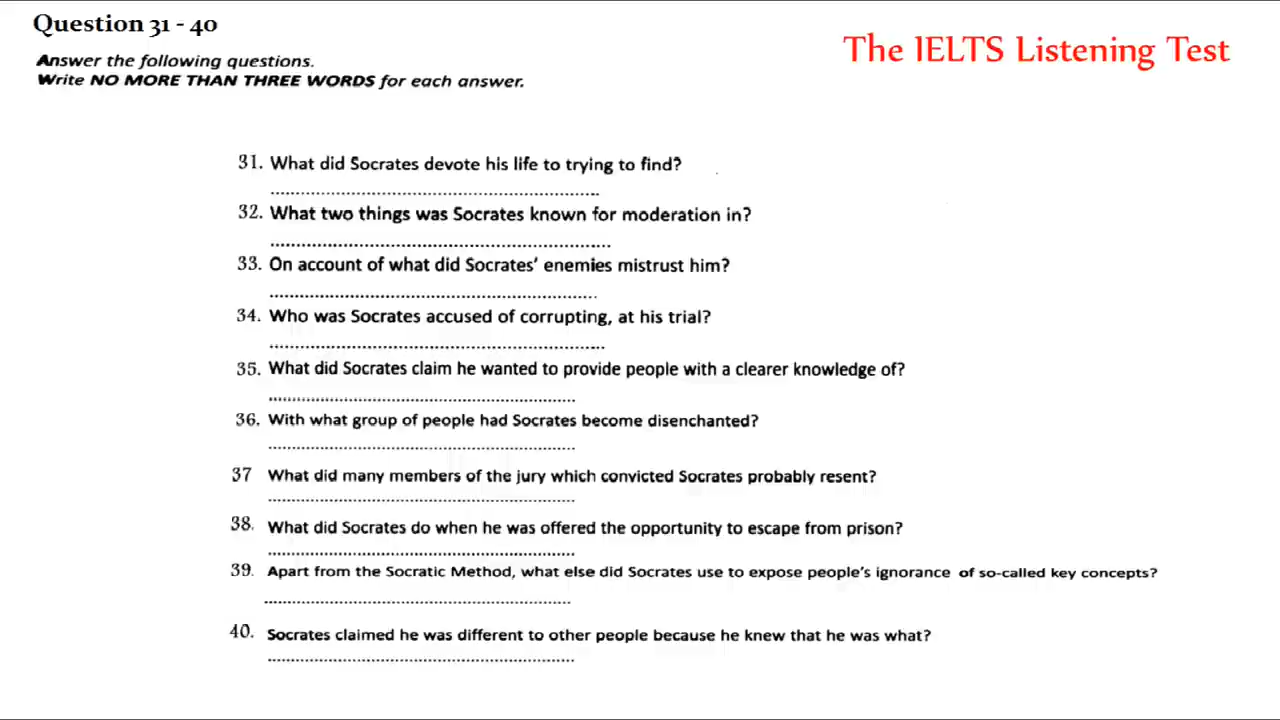 Question 31 - 40
The IELTS Listening Test
Answer the following questions.
Write NO MORE THAN THREE WORDS for each answer.
31. What did Socrates devote his life to trying to find?
32. What two things was Socrates known for moderation in?
33. On account of what did Socrates' enemies mistrust him?
34. Who was Socrates accused of corrupting, at his trial?
35. What did Socrates claim he wanted to provide people with a clearer knowledge of?
36. With what group of people had Socrates become disenchanted?
37 What did many members of the jury which convicted Socrates probably resent?
38. What did Socrates do when he was offered the opportunity to escape from prison?
39. Apart from the Socratic Method, what else did Socrates use to expose people's ignorance of so-called key concepts?
40. Socrates claimed he was different to other people because he knew that he was what?